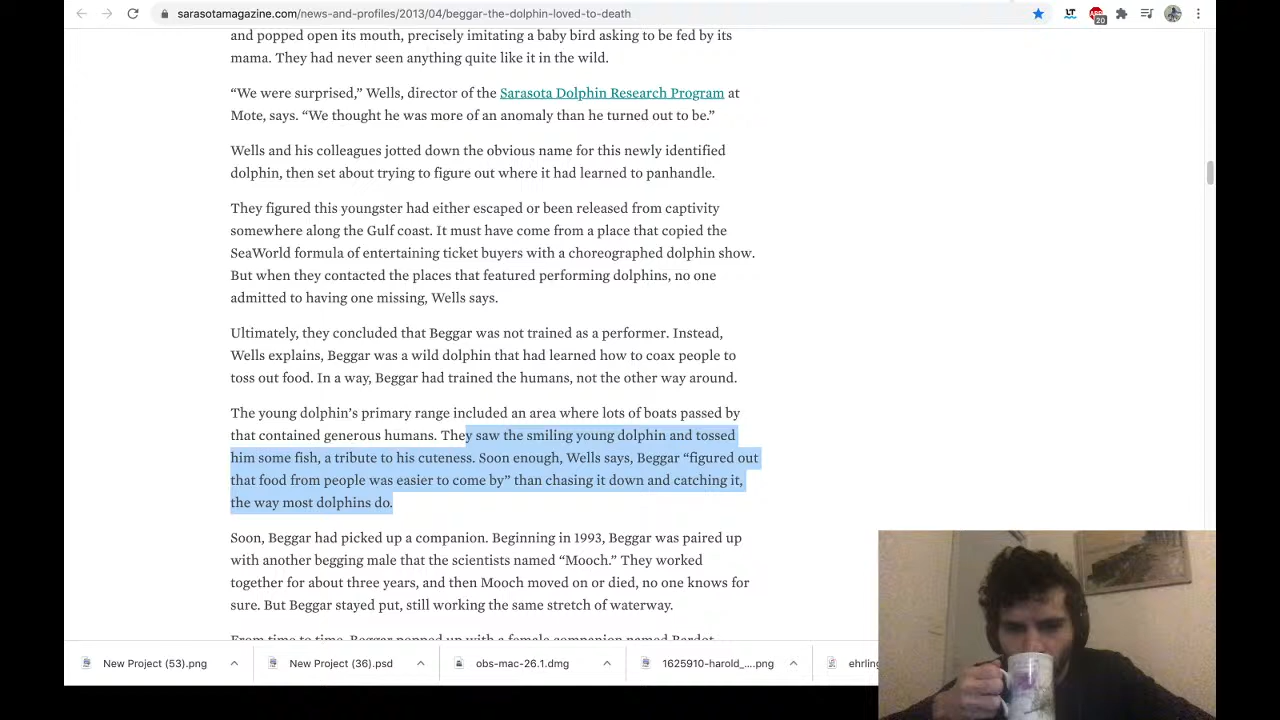 sarasotamagazine.com/news-and-profiles/2013/04/beggar-the-dolphin-loved-to-death
LT
20
and popped open its mouth, precisely imitating a baby bird asking to be fed by its
mama. They had never seen anything quite like it in the wild.
“We were surprised,” Wells, director of the Sarasota Dolphin Research Program at
Mote, says. “We thought he was more of an anomaly than he turned out to be.”
Wells and his colleagues jotted down the obvious name for this newly identified
dolphin, then set about trying to figure out where it had learned to panhandle.
They figured this youngster had either escaped or been released from captivity
somewhere along the Gulf coast. It must have come from a place that copied the
SeaWorld formula of entertaining ticket buyers with a choreographed dolphin show.
But when they contacted the places that featured performing dolphins, no one
admitted to having one missing, Wells says.
Ultimately, they concluded that Beggar was not trained as a performer. Instead,
Wells explains, Beggar was a wild dolphin that had learned how to coax people to
toss out food. In a way, Beggar had trained the humans, not the other way around.
The young dolphin’s primary range included an area where lots of boats passed by
that contained generous humans. They saw the smiling young dolphin and tossed
him some fish, a tribute to his cuteness. Soon enough, Wells says, Beggar “figured out
that food from people was easier to come by” than chasing it down and catching it,
the way most dolphins do.
Soon, Beggar had picked up a companion. Beginning in 1993, Beggar was paired up
with another begging male that the scientists named “Mooch.” They worked
together for about three years, and then Mooch moved on or died, no one knows for
sure. But Beggar stayed put, still working the same stretch of waterway.
From time to time, Beggar popped up with a female companion named Bardot.
New Project (53).png
New Project (36).psd
obs-mac-26.1.dmg
1625910-harold_....png
ehrling